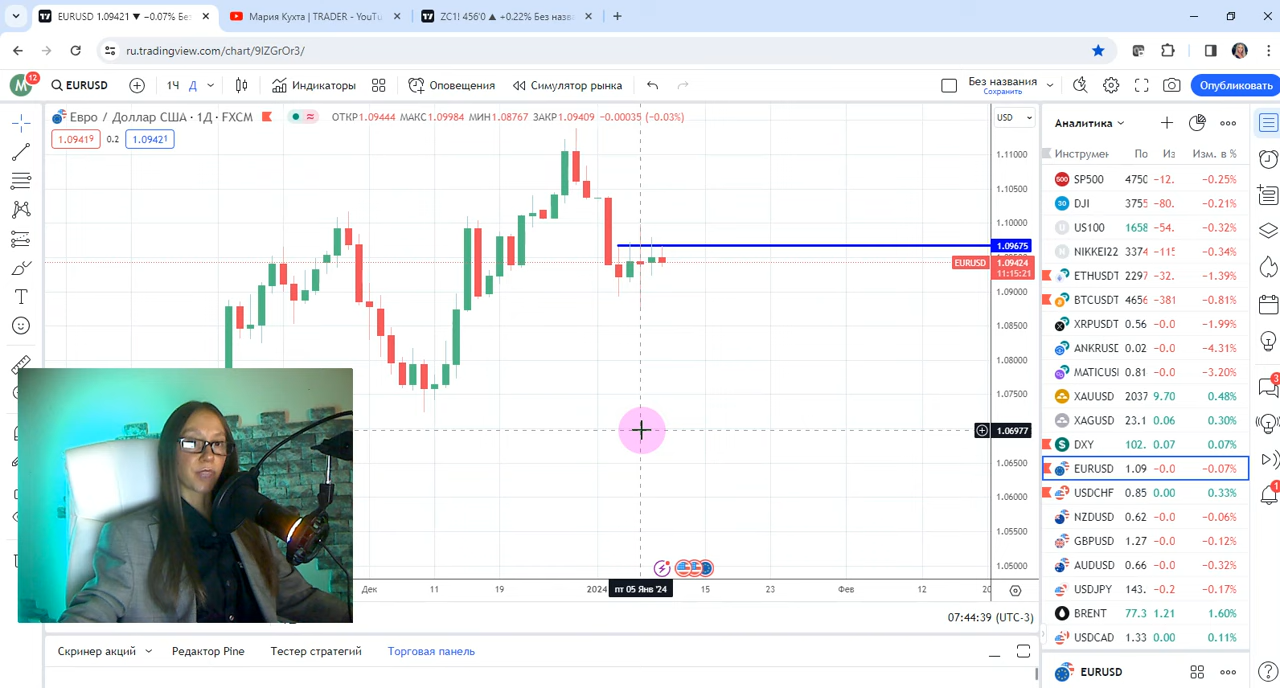 EURUSD 1.09421 ▼ −0.07% Бе
Мария Кухта | TRADER - YouTu
ZC1! 4 ▲ +0.22% Без назв
ru.tradingview.com/chart/9IZGrOr3/
M 12
EURUSD
1Ч Д
Индикаторы
Оповещение
Симулятор рынка
Без названия
Сохранить
Опубликовать
Евро / Доллар США · 1Д · FXCM
ОТКР1.09444 МАКС1.09984 МИН1.08767 ЗАКР1.09409 −0.00035 (−0.03%)
USD
1.09419 0.2 1.09421
1.11000
1.10500
1.10000
1.09675
EURUSD 1.09424
11:15:21
1.09000
1.08500
1.08000
1.07500
1.06977
1.06500
1.06000
1.05500
1.05000
Дек 11 19 2024 пт 05 Янв '24 15 23 Фев 12 20
07:44:39 (UTC-3)
Скринер акций Редактор Pine Тестер стратегий Торговая панель
Аналитика
Инструмен По Из Изм. в %
SP500 475 −12. −0.25%
DJI 375 −80. −0.21%
US100 1658 −54. −0.32%
NIKKEI22 3374 −115 −0.34%
ETHUSDT 2297 −32. −1.39%
BTCUSDT 465 −381 −0.81%
XRPUSDT 0.56 −0.0 −1.99%
ANKRUSD 0.02 −0.0 −4.31%
MATICUSI 0.81 −0.0 −3.20%
XAUUSD 2037 9.70 0.48%
XAGUSD 23.1 0.06 0.30%
DXY 102. 0.07 0.07%
EURUSD 1.09 −0.0 −0.07%
USDCHF 0.85 0.00 0.33%
NZDUSD 0.62 −0.0 −0.06%
GBPUSD 1.27 −0.0 −0.12%
AUDUSD 0.66 −0.0 −0.32%
USDJPY 143. −0.2 −0.17%
BRENT 77.3 1.21 1.60%
USDCAD 1.33 0.00 0.11%
EURUSD